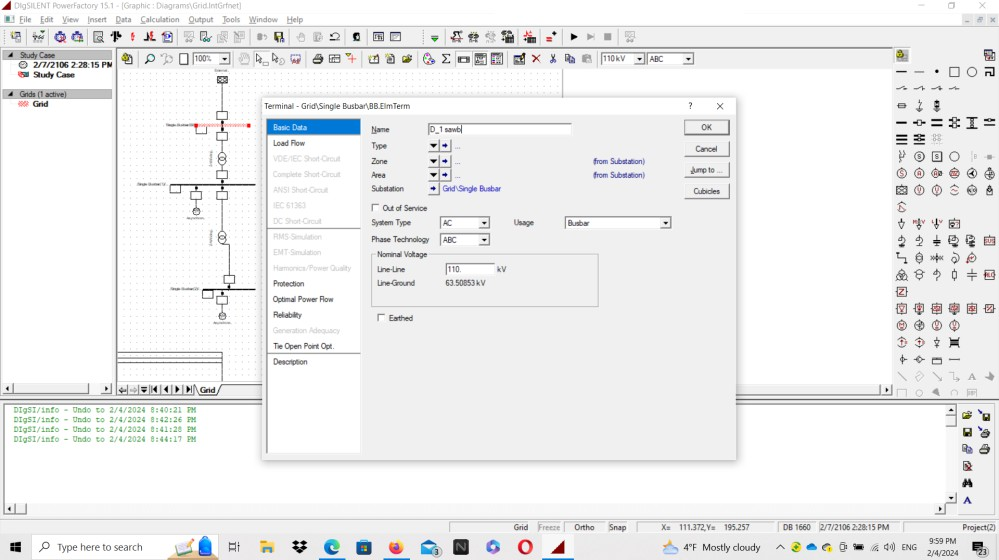 DIgSILENT PowerFactory 15.1 - [Graphic : Diagrams\Grid.IntGrfnet]
File Edit View Insert Data Calculation Output Tools Window Help
100%
110 kV
ABC
Study Case
2/7/2106 2:28:15 PM
Study Case
Grids (1 active)
Grid
Terminal - Grid\Single Busbar\BB.ElmTerm
?
Basic Data
Load Flow
VDE/IEC Short-Circuit
Complete Short-Circuit
ANSI Short-Circuit
IEC 61363
DC Short-Circuit
RMS-Simulation
EMT-Simulation
Harmonics/Power Quality
Protection
Optimal Power Flow
Reliability
Generation Adequacy
Tie Open Point Opt.
Description
Name D_1 sawb
Type ...
Zone ... (from Substation)
Area ... (from Substation)
Substation Grid\Single Busbar
Out of Service
System Type AC Usage Busbar
Phase Technology ABC
Nominal Voltage
Line-Line 110. kV
Line-Ground 63.50853 kV
Earthed
OK
Cancel
Jump to ...
Cubicles
Grid
DIgSI/info - Undo to 2/4/2024 8:40:21 PM
DIgSI/info - Undo to 2/4/2024 8:42:26 PM
DIgSI/info - Undo to 2/4/2024 8:41:28 PM
DIgSI/info - Undo to 2/4/2024 8:44:17 PM
Grid Freeze Ortho Snap X= 111.372,Y= 195.257 DB 1660 2/7/2106 2:28:15 PM Project(2)
Type here to search
4°F Mostly cloudy
ENG
9:59 PM
2/4/2024